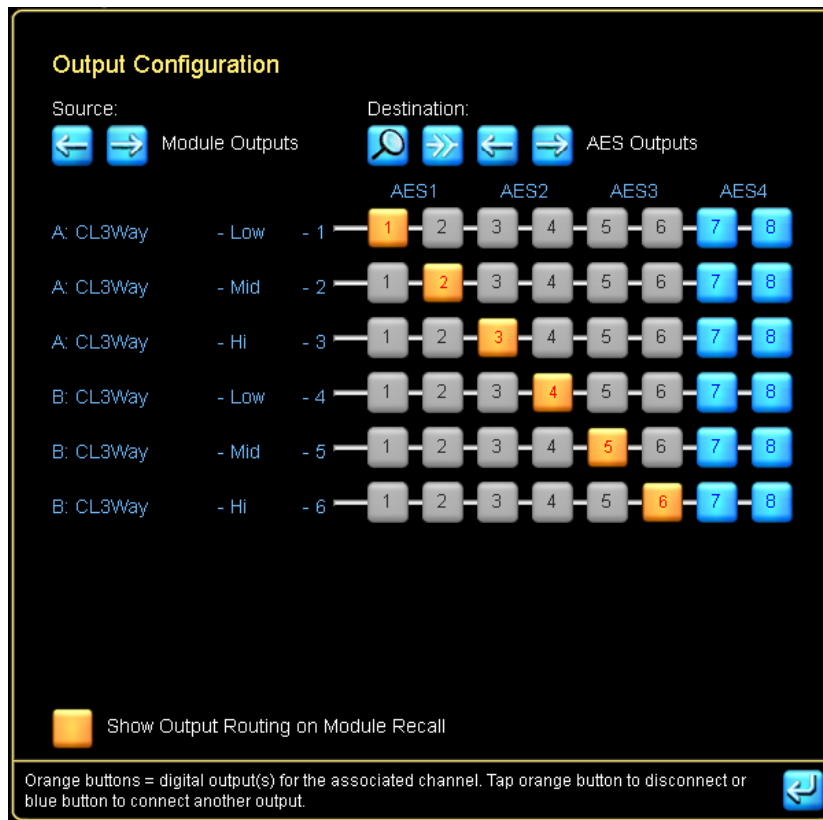 Output Configuration
Source: Destination:
Module Outputs AES Outputs
AES1 AES2 AES3 AES4
A: CL3Way - Low - 1 1 2 3 4 5 6 7 8
A: CL3Way - Mid - 2 1 2 3 4 5 6 7 8
A: CL3Way - Hi - 3 1 2 3 4 5 6 7 8
B: CL3Way - Low - 4 1 2 3 4 5 6 7 8
B: CL3Way - Mid - 5 1 2 3 4 5 6 7 8
B: CL3Way - Hi - 6 1 2 3 4 5 6 7 8
Show Output Routing on Module Recall
Orange buttons = digital output(s) for the associated channel. Tap orange button to disconnect or
blue button to connect another output.